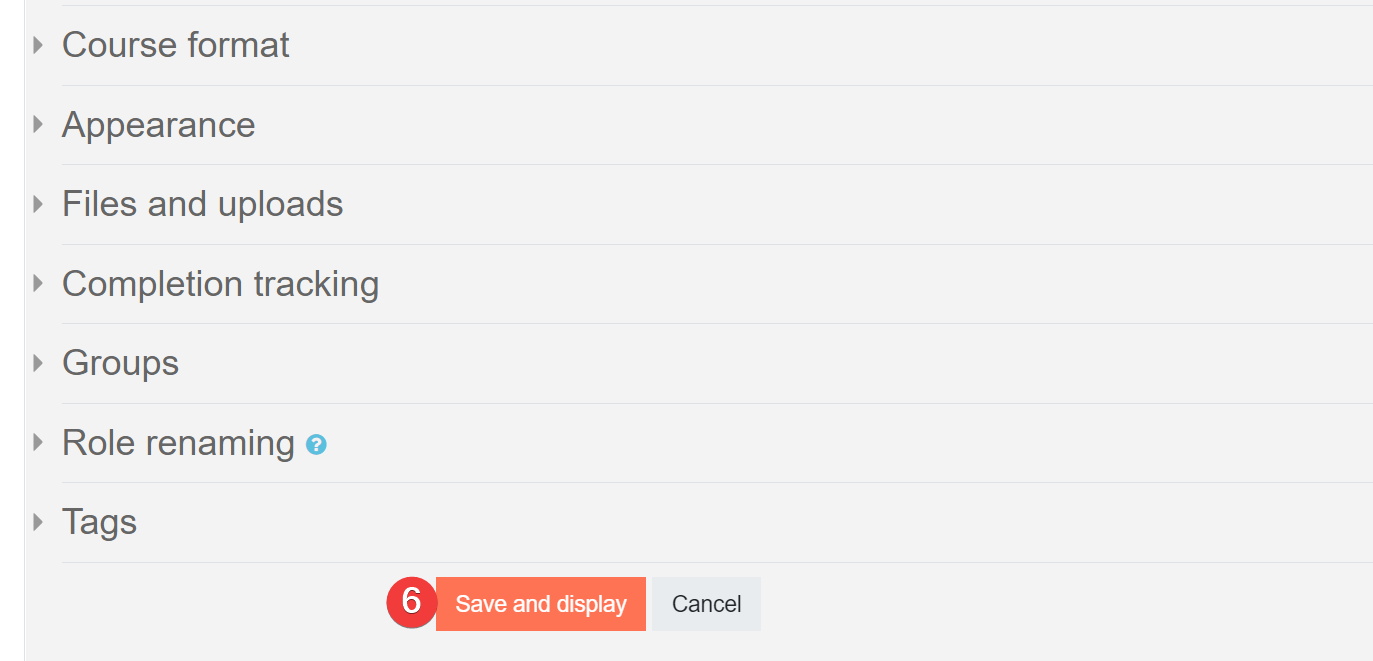 Course format
Appearance
Files and uploads
Completion tracking
Groups
Role renaming ?
Tags
6 Save and display Cancel